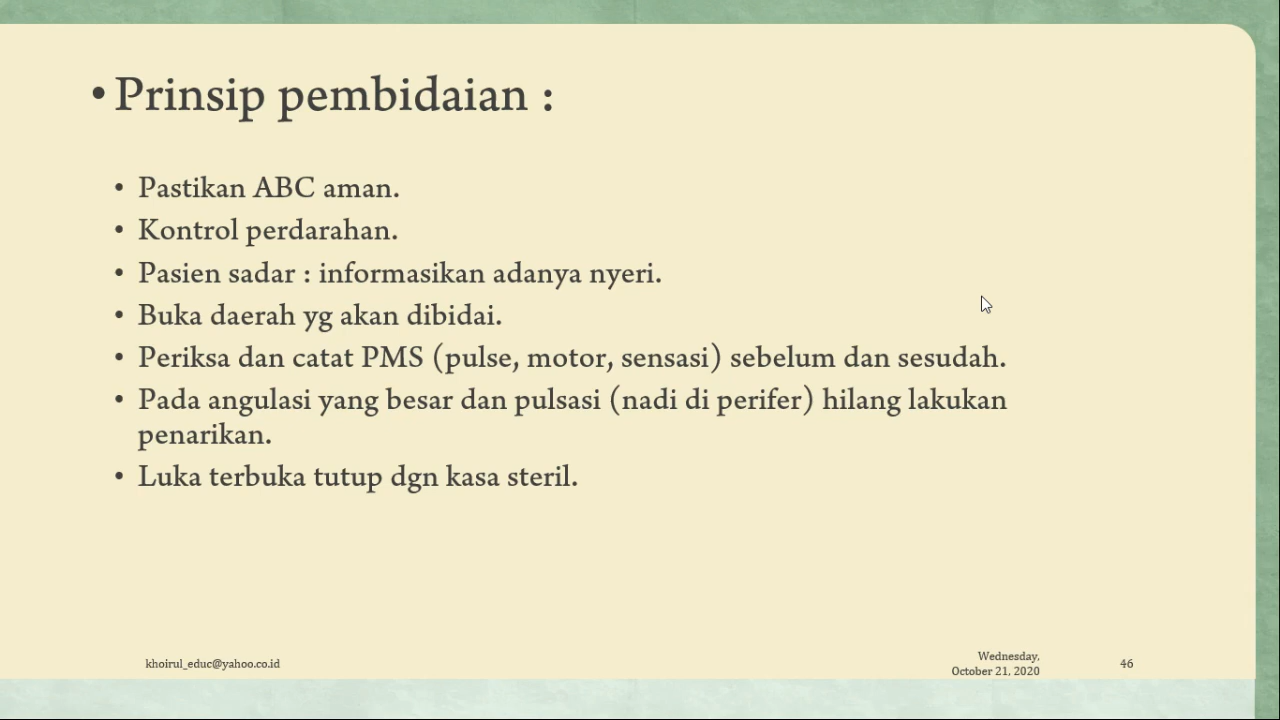 • Prinsip pembidaian :
• Pastikan ABC aman.
• Kontrol perdarahan.
• Pasien sadar : informasikan adanya nyeri.
• Buka daerah yg akan dibidai.
• Periksa dan catat PMS (pulse, motor, sensasi) sebelum dan sesudah.
• Pada angulasi yang besar dan pulsasi (nadi di perifer) hilang lakukan
penarikan.
• Luka terbuka tutup dgn kasa steril.
khoirul_educ@yahoo.co.id
Wednesday,
October 21, 2020
46